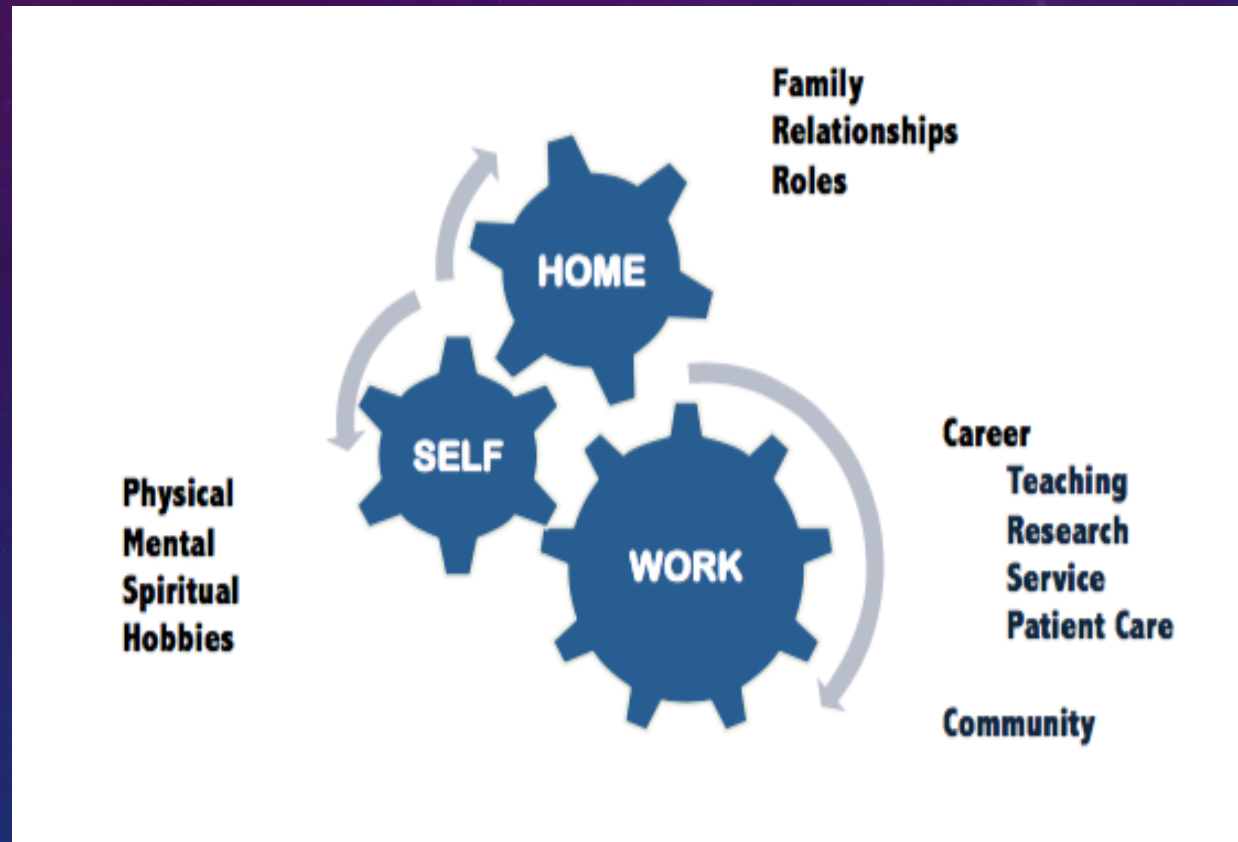 Family
Relationships
Roles
HOME
SELF
Physical
Mental
Spiritual
Hobbies
WORK
Career
Teaching
Research
Service
Patient Care
Community